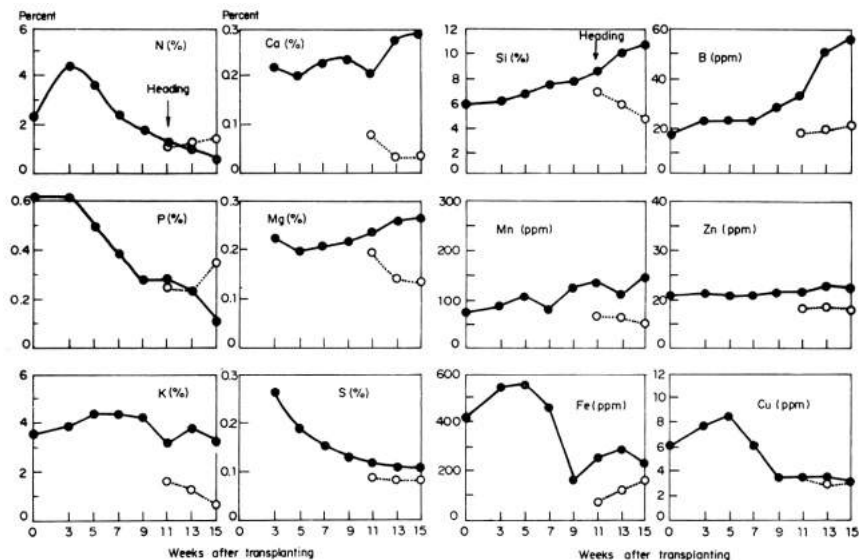 Percent
Percent
N (%)
Heading
6
4
2
0
Ca (%)
0.3
0.2
0.1
0
Heading
Si (%)
12
10
8
6
4
2
0
B (ppm)
60
40
20
0
P (%)
0.6
0.4
0.2
0
Mg (%)
0.3
0.2
0.1
0
Mn (ppm)
100
0
Zn (ppm)
40
20
0
K (%)
6
4
2
0
S (%)
0.3
0.2
0.1
0
Fe (ppm)
600
400
200
0
Cu (ppm)
12
10
8
6
4
2
0
0 3 5 7 9 11 13 15
3 5 7 9 11 13 15
0 3 5 7 9 11 13 15
0 3 5 7 9 11 13 15
Weeks after transplanting
Weeks after transplanting